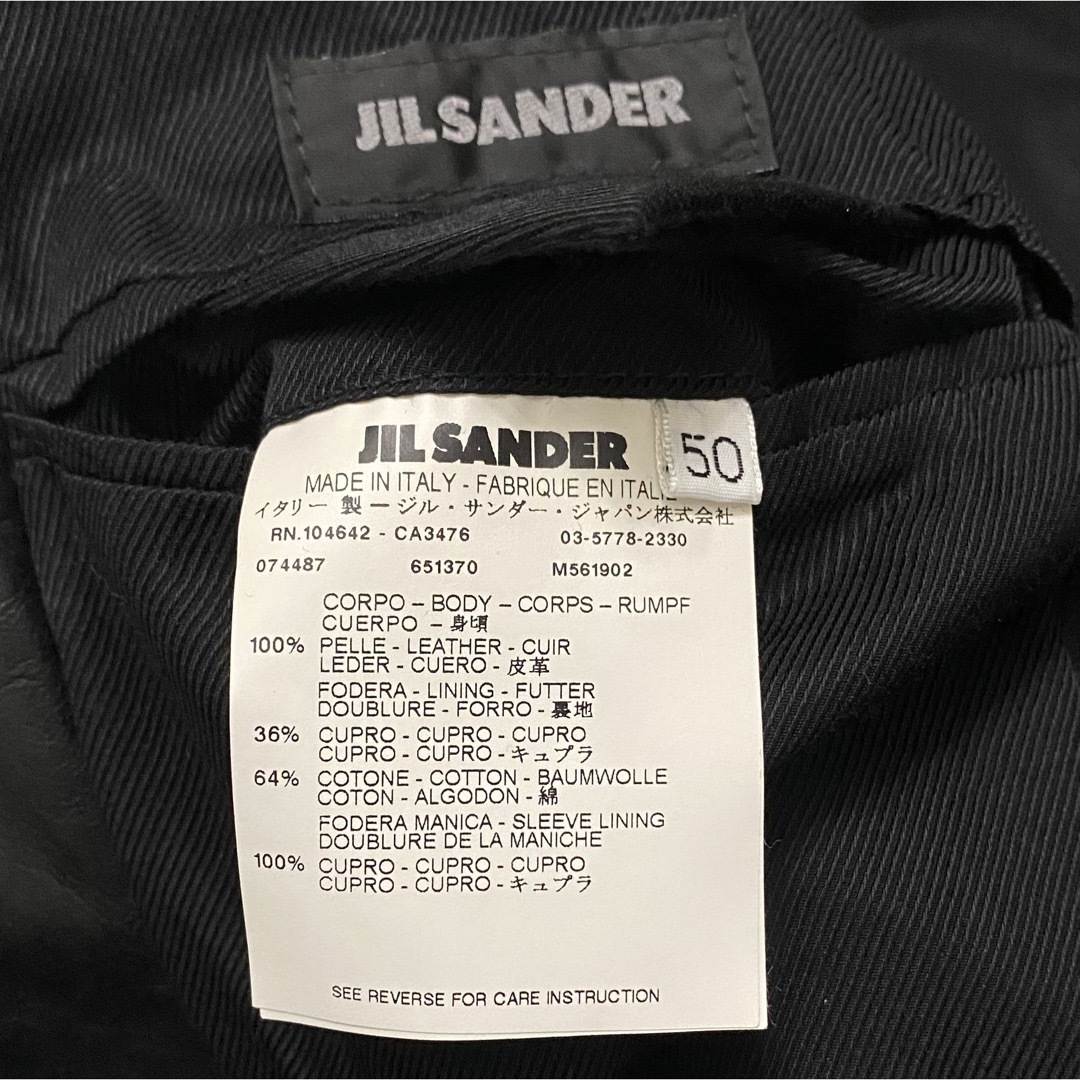 JIL SANDER
JIL SANDER
50
MADE IN ITALY - FABRIQUE EN ITALIE
イタリー 製 ー ジル・サンダー・ジャパン株式会社
RN.104642 - CA3476 03-5778-2330
074487 651370 M561902
CORPO – BODY – CORPS – RUMPF
CUERPO – 身頃
100% PELLE - LEATHER - CUIR
LEDER - CUERO - 皮革
FODERA - LINING - FUTTER
DOUBLURE - FORRO - 裏地
36% CUPRO - CUPRO - CUPRO
CUPRO - CUPRO - キュプラ
64% COTONE - COTTON - BAUMWOLLE
COTON - ALGODON - 綿
FODERA MANICA - SLEEVE LINING
DOUBLURE DE LA MANICHE
100% CUPRO - CUPRO - CUPRO
CUPRO - CUPRO - キュプラ
SEE REVERSE FOR CARE INSTRUCTION